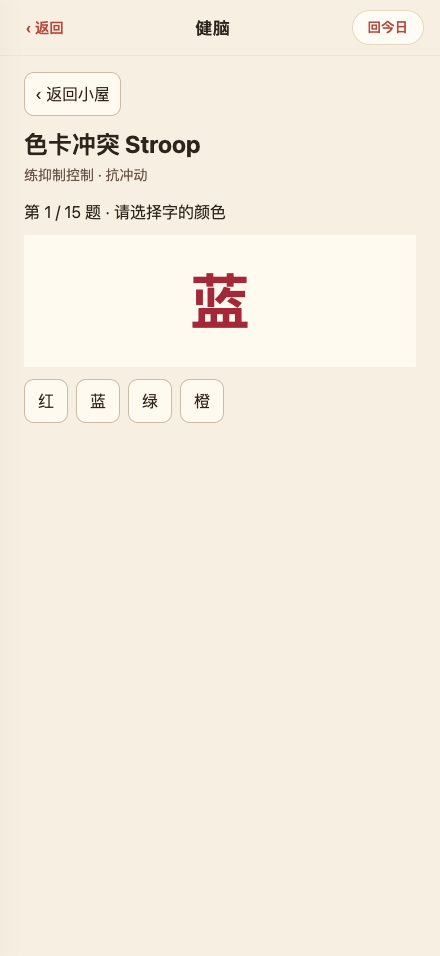 ‹ 返回 健脑 回今日
‹ 返回小屋
色卡冲突 Stroop
练抑制控制 · 抗冲动
第 1 / 15 题 · 请选择字的颜色
蓝
红 蓝 绿 橙